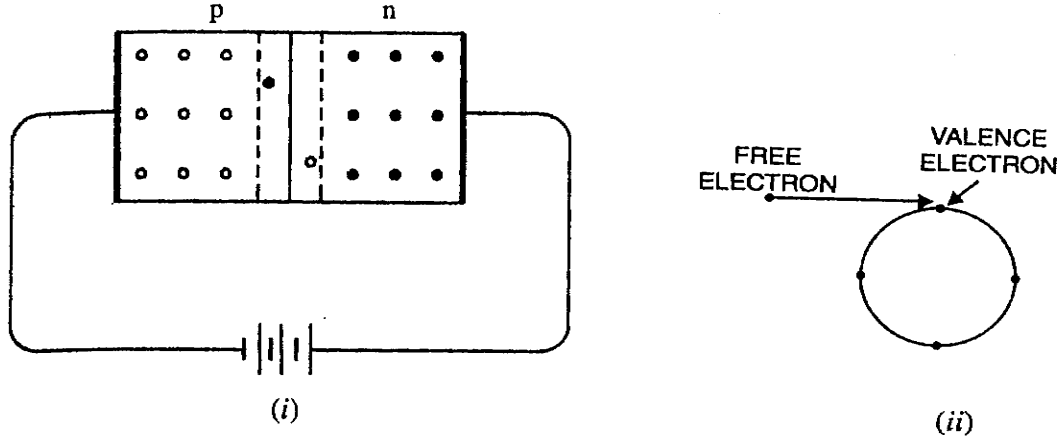 p
n
FREE
ELECTRON
VALENCE
ELECTRON
(i)
(ii)